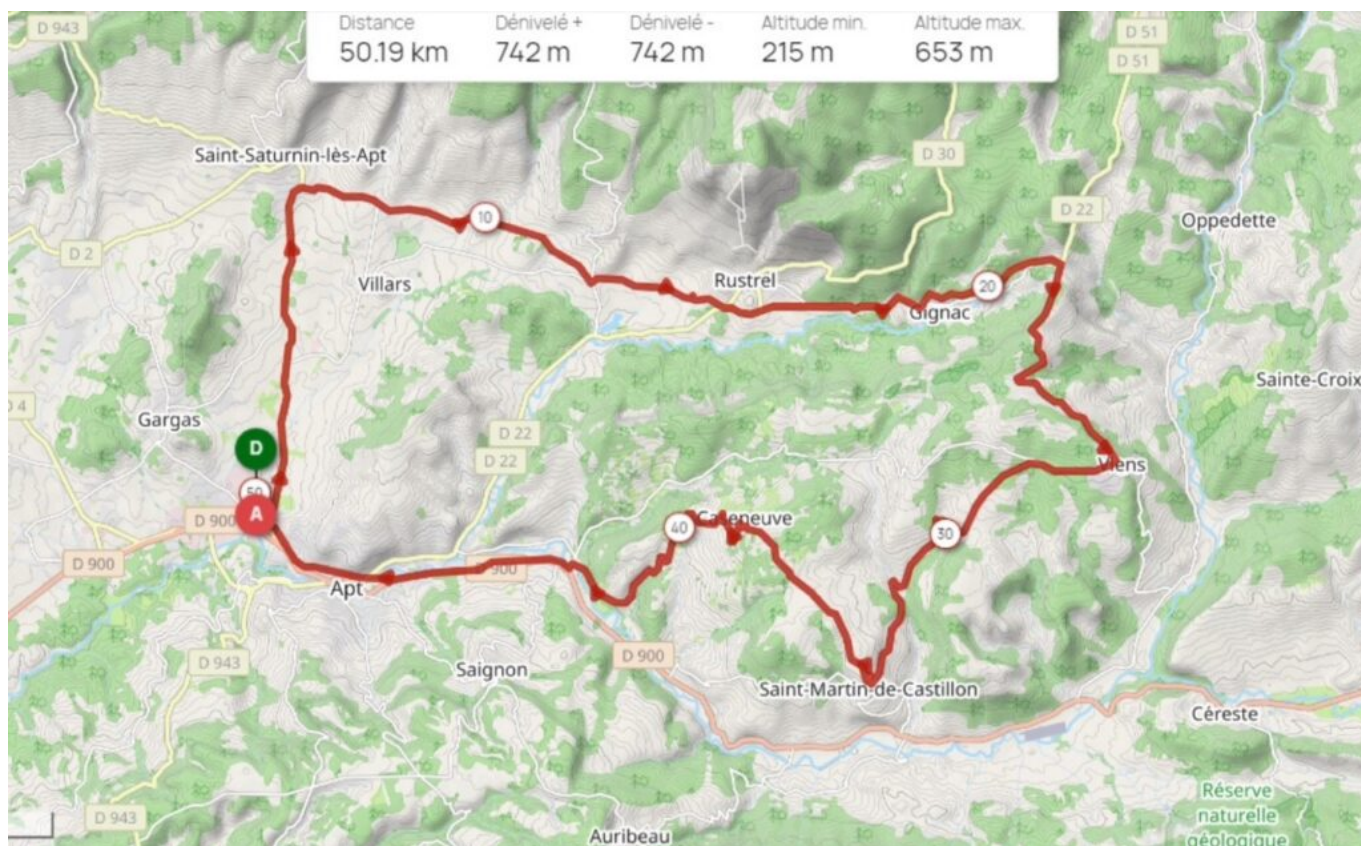 Distance
50.19 km
Dénivelé +
742 m
Dénivelé -
742 m
Altitude min.
215 m
Altitude max.
653 m
D 943
D 51
D 51
Saint-Saturnin-lès-Apt
D 30
10
D 22
Oppedette
D 2
Villars
Rustrel
20
Gignac
Sainte-Croix
D 4
Gargas
D 22
D
D 22
Viens
50
A
D 900
40
Caseneuve
30
D 900
900
Apt
D 943
Saignon
D 900
Saint-Martin-de-Castillon
Céreste
Réserve
naturelle
géologique
D 943
Auribeau